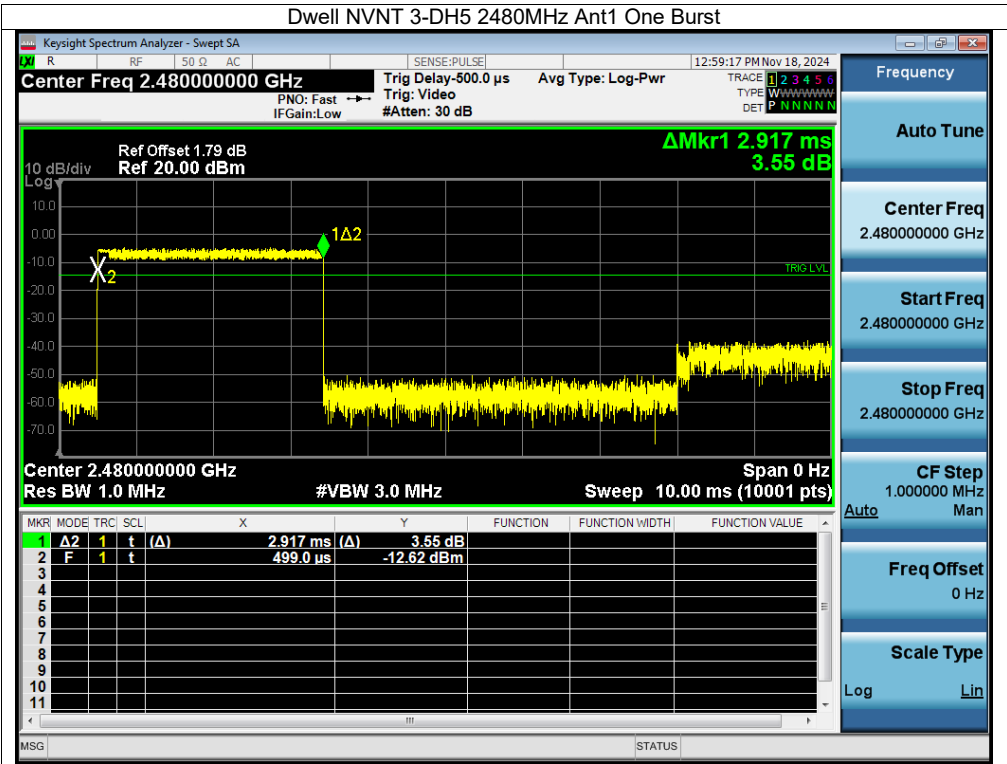 Dwell NVNT 3-DH5 2480MHz Ant1 One Burst
Keysight Spectrum Analyzer - Swept SA
LXI R RF 50 Ω AC SENSE:PULSE 12:59:17 PM Nov 18, 2024
Center Freq 2.480000000 GHz Trig Delay-500.0 µs Avg Type: Log-Pwr TRACE 1 2 3 4 5 6
PNO: Fast Trig: Video TYPE WWWWWW
IFGain:Low #Atten: 30 dB DET P N N N N N
ΔMkr1 2.917 ms
3.55 dB
Ref Offset 1.79 dB
10 dB/div Ref 20.00 dBm
Log
10.0
0.00
-10.0
-20.0
-30.0
-40.0
-50.0
-60.0
-70.0
1Δ2
2
TRIG LVL
Center 2.480000000 GHz Span 0 Hz
Res BW 1.0 MHz #VBW 3.0 MHz Sweep 10.00 ms (10001 pts)
MKR MODE TRC SCL X Y FUNCTION FUNCTION WIDTH FUNCTION VALUE
1 Δ2 1 t (Δ) 2.917 ms (Δ) 3.55 dB
2 F 1 t 499.0 µs -12.62 dBm
3
4
5
6
7
8
9
10
11
MSG STATUS
Frequency
Auto Tune
Center Freq
2.480000000 GHz
Start Freq
2.480000000 GHz
Stop Freq
2.480000000 GHz
CF Step
1.000000 MHz
Auto Man
Freq Offset
0 Hz
Scale Type
Log Lin